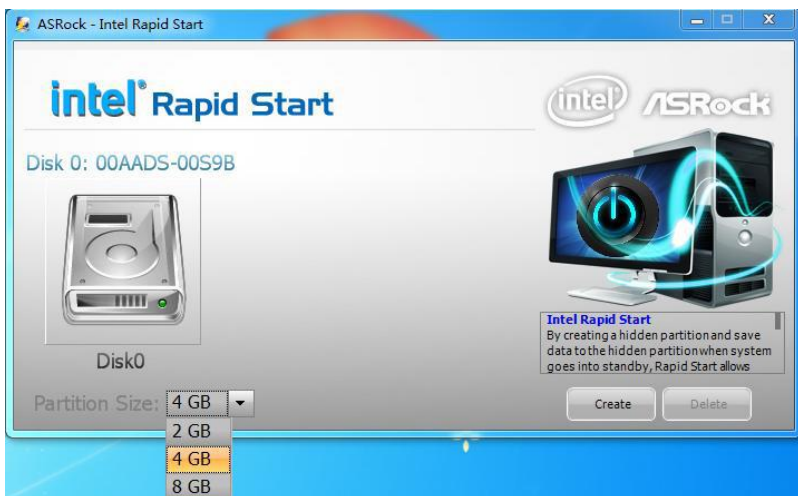 ASRock - Intel Rapid Start
intel® Rapid Start
intel® ASRock
Disk 0: 00AADS-00S9B
Disk0
Intel Rapid Start
By creating a hidden partition and save
data to the hidden partition when system
goes into standby, Rapid Start allows
Partition Size: 4 GB
Create
Delete
2 GB
4 GB
8 GB